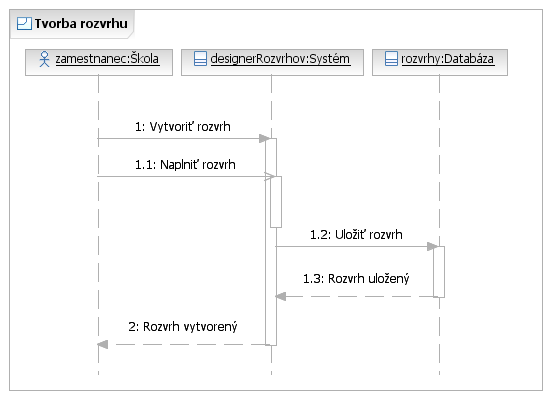 Tvorba rozvrhu
zamestnanec:Škola
designerRozvrhov:Systém
rozvrhy:Databáza
1: Vytvoriť rozvrh
1.1: Naplniť rozvrh
1.2: Uložiť rozvrh
1.3: Rozvrh uložený
2: Rozvrh vytvorený